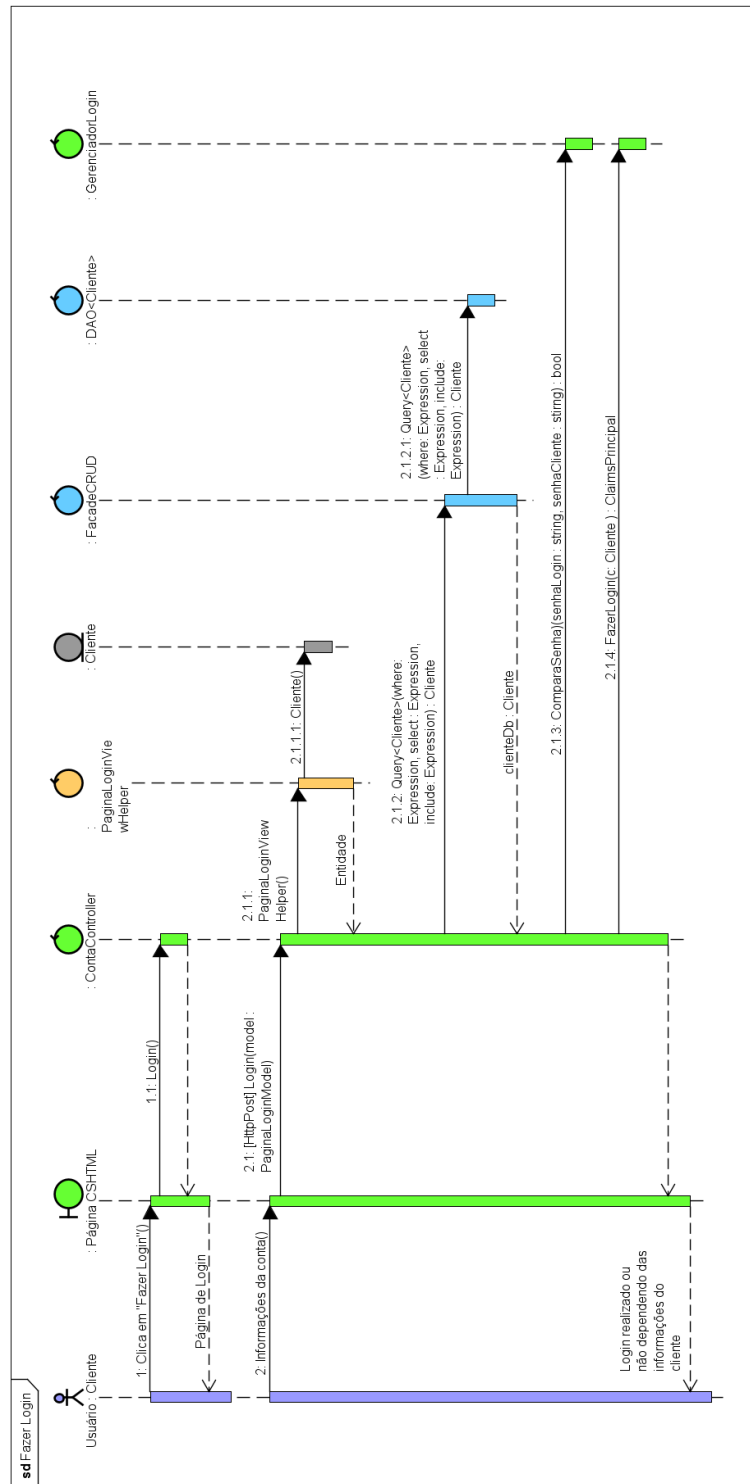 sd Fazer Login
Usuário : Cliente
: Página CSHTML
: ContaController
:
PaginaLoginVie
wHelper
: Cliente
: FacadeCRUD
: DAO<Cliente>
: GerenciadorLogin
1: Clica em "Fazer Login"()
1.1: Login()
Página de Login
2: Informações da conta()
2.1: [HttpPost] Login(model :
PaginaLoginModel)
2.1.1:
PaginaLoginView
Helper()
2.1.1.1: Cliente()
Entidade
2.1.2: Query<Cliente>(where:
Expression, select : Expression,
include: Expression) : Cliente
2.1.2.1: Query<Cliente>
(where: Expression, select
: Expression, include:
Expression) : Cliente
clienteDb : Cliente
2.1.3: ComparaSenha)(senhaLogin : string, senhaCliente : stirng) : bool
2.1.4: FazerLogin(c: Cliente ) : ClaimsPrincipal
Login realizado ou
não dependendo das
informações do
cliente